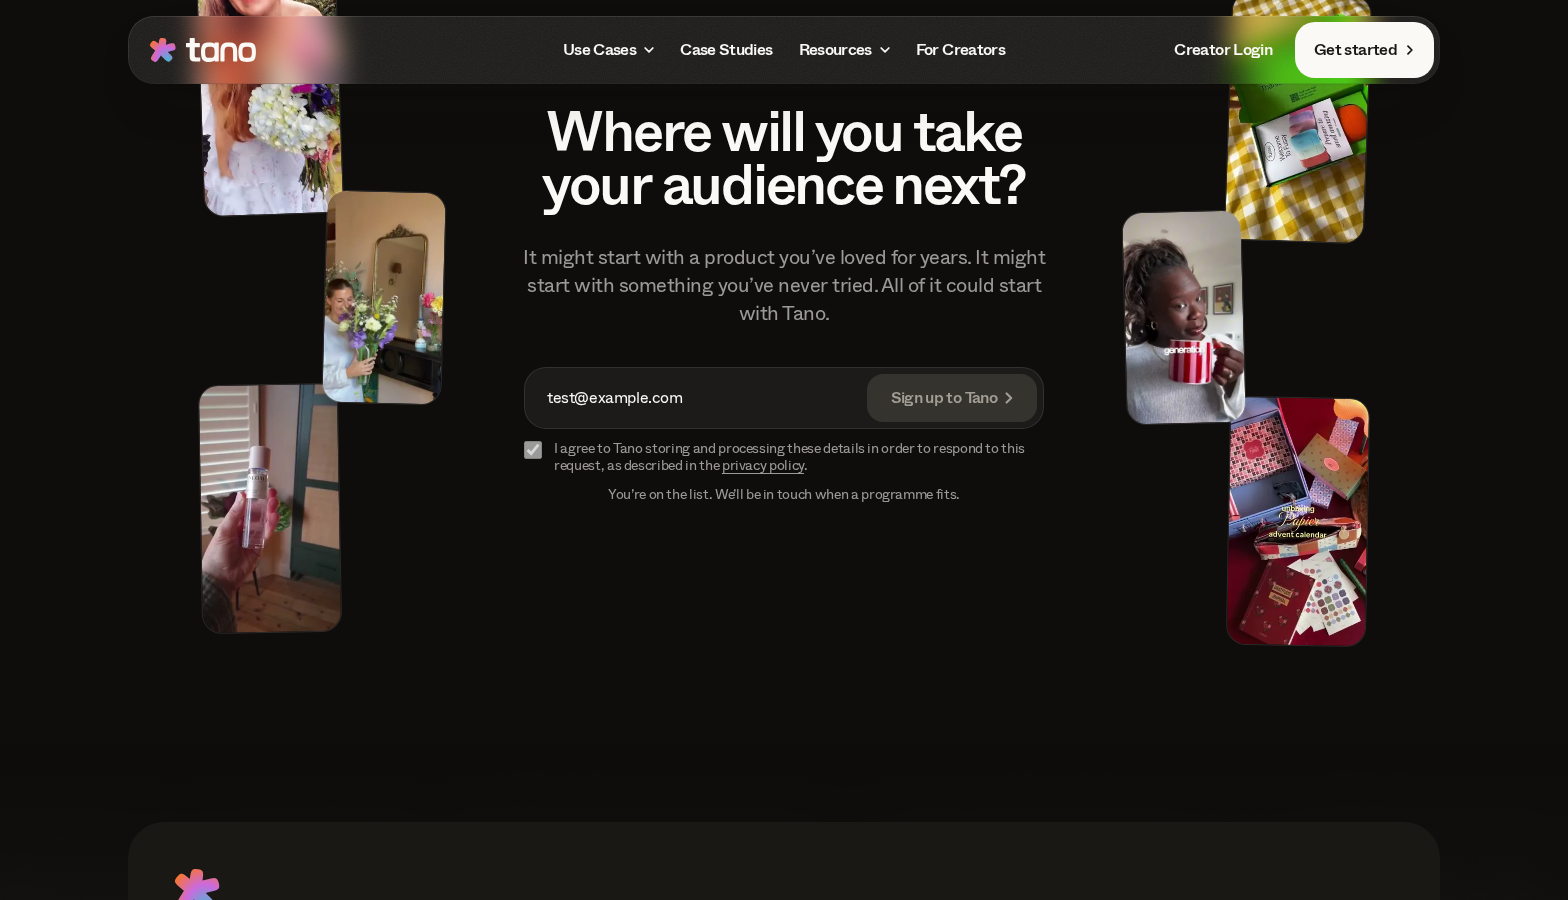 tano
Use Cases
Case Studies
Resources
For Creators
Creator Login
Get started
Where will you take
your audience next?
It might start with a product you’ve loved for years. It might
start with something you’ve never tried. All of it could start
with Tano.
test@example.com
Sign up to Tano
I agree to Tano storing and processing these details in order to respond to this
request, as described in the privacy policy.
You’re on the list. We’ll be in touch when a programme fits.
unboxing
Papier
advent calendar